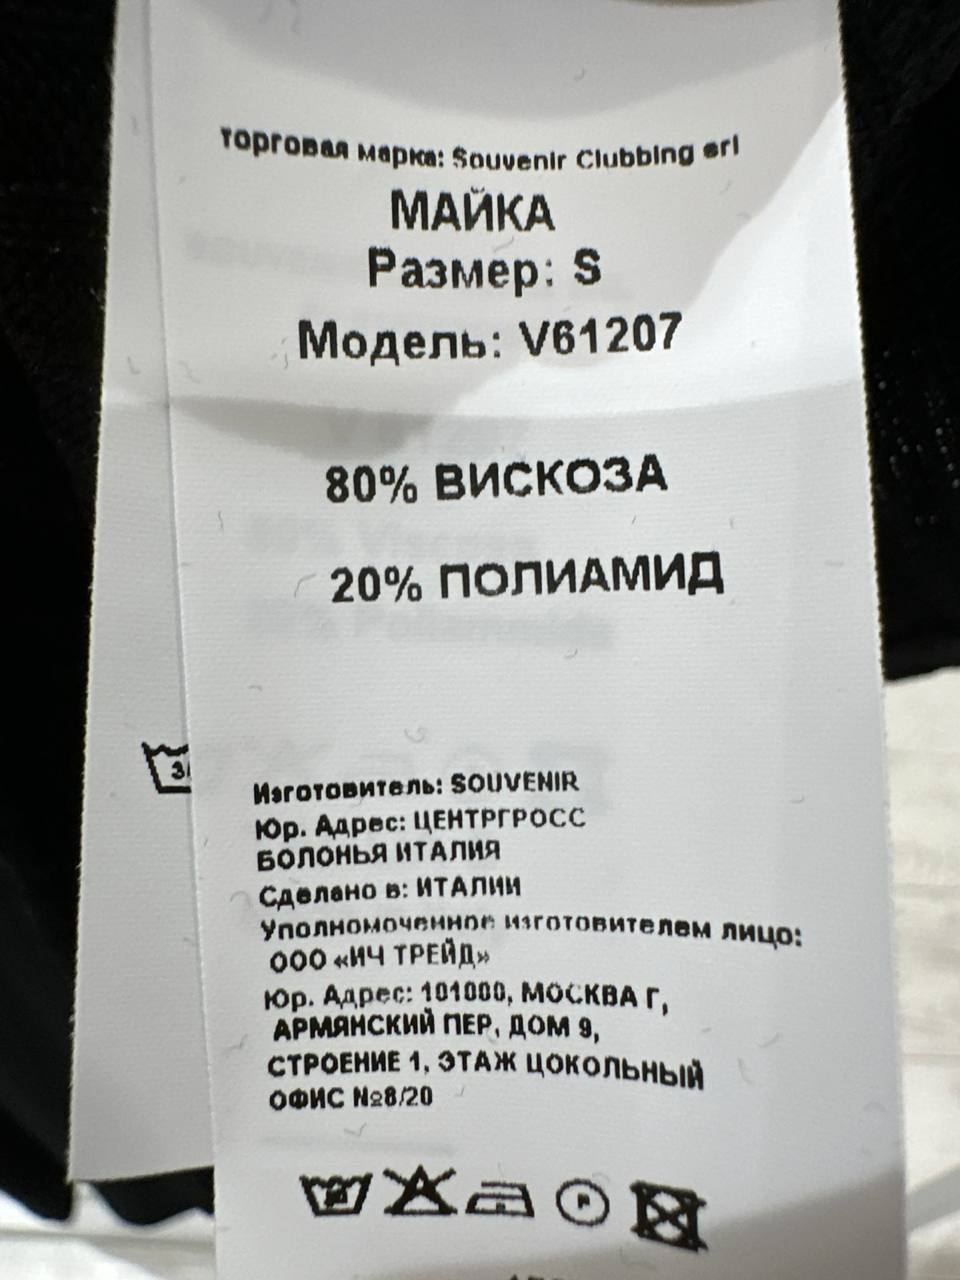 торговая марка: Souvenir Clubbing srl
МАЙКА
Размер: S
Модель: V61207
80% ВИСКОЗА
20% ПОЛИАМИД
Изготовитель: SOUVENIR
Юр. Адрес: ЦЕНТРГРОСС
БОЛОНЬЯ ИТАЛИЯ
Сделано в: ИТАЛИИ
Уполномоченное изготовителем лицо:
ООО «ИЧ ТРЕЙД»
Юр. Адрес: 101000, МОСКВА Г,
АРМЯНСКИЙ ПЕР, ДОМ 9,
СТРОЕНИЕ 1, ЭТАЖ ЦОКОЛЬНЫЙ
ОФИС №8/20
P